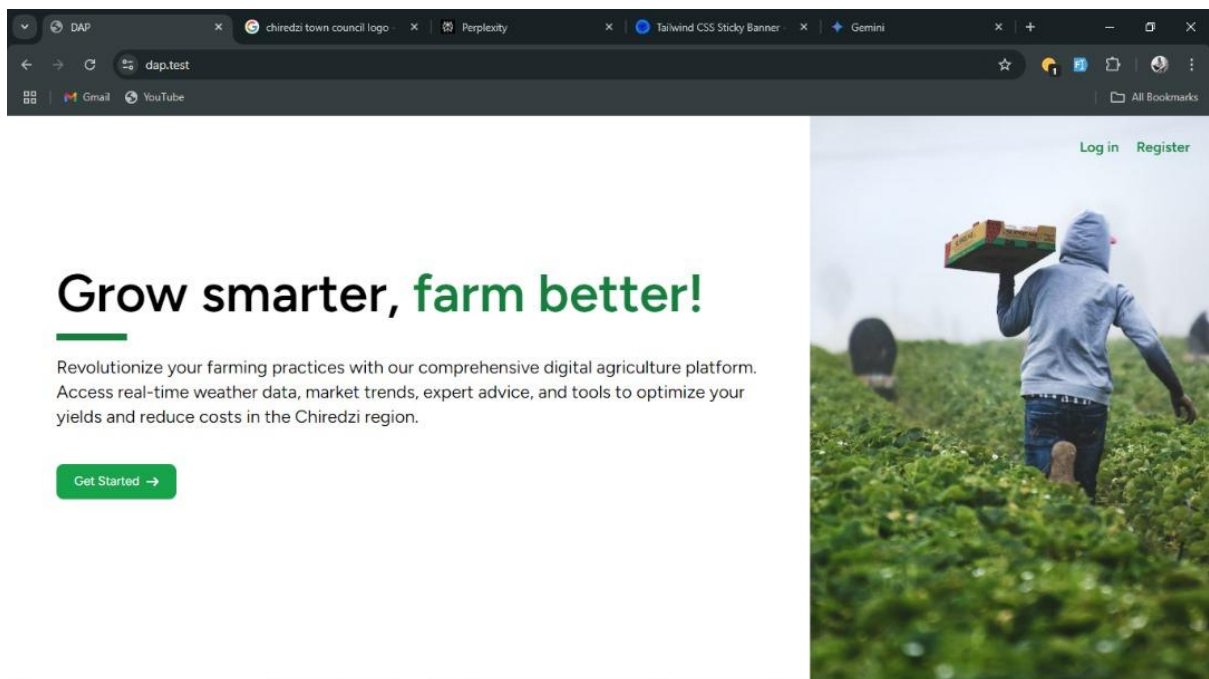 DAP
chiredzi town council logo -
Perplexity
Tailwind CSS Sticky Banner -
Gemini
dap.test
1
Gmail
YouTube
All Bookmarks
Log in
Register
Grow smarter, farm better!
Revolutionize your farming practices with our comprehensive digital agriculture platform.
Access real-time weather data, market trends, expert advice, and tools to optimize your
yields and reduce costs in the Chiredzi region.
Get Started →